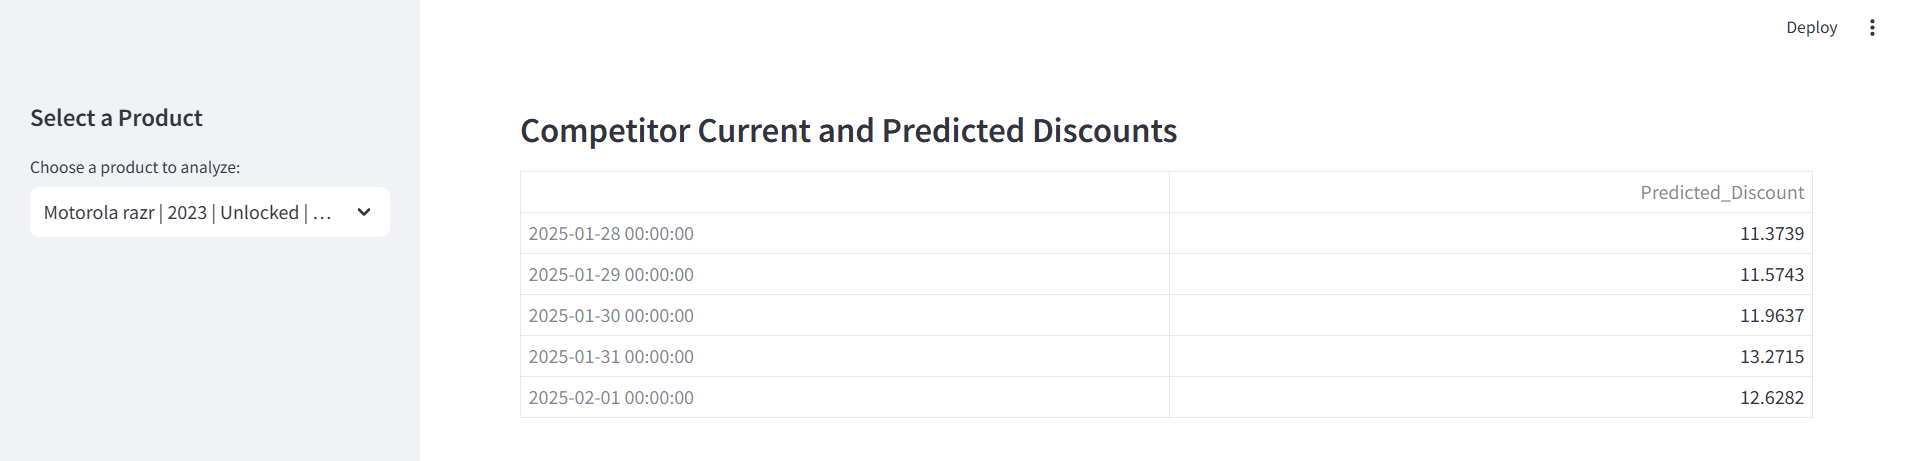 Deploy
Select a Product
Choose a product to analyze:
Motorola razr | 2023 | Unlocked | ...
Competitor Current and Predicted Discounts
Predicted_Discount
2025-01-28 00:00:00 11.3739
2025-01-29 00:00:00 11.5743
2025-01-30 00:00:00 11.9637
2025-01-31 00:00:00 13.2715
2025-02-01 00:00:00 12.6282